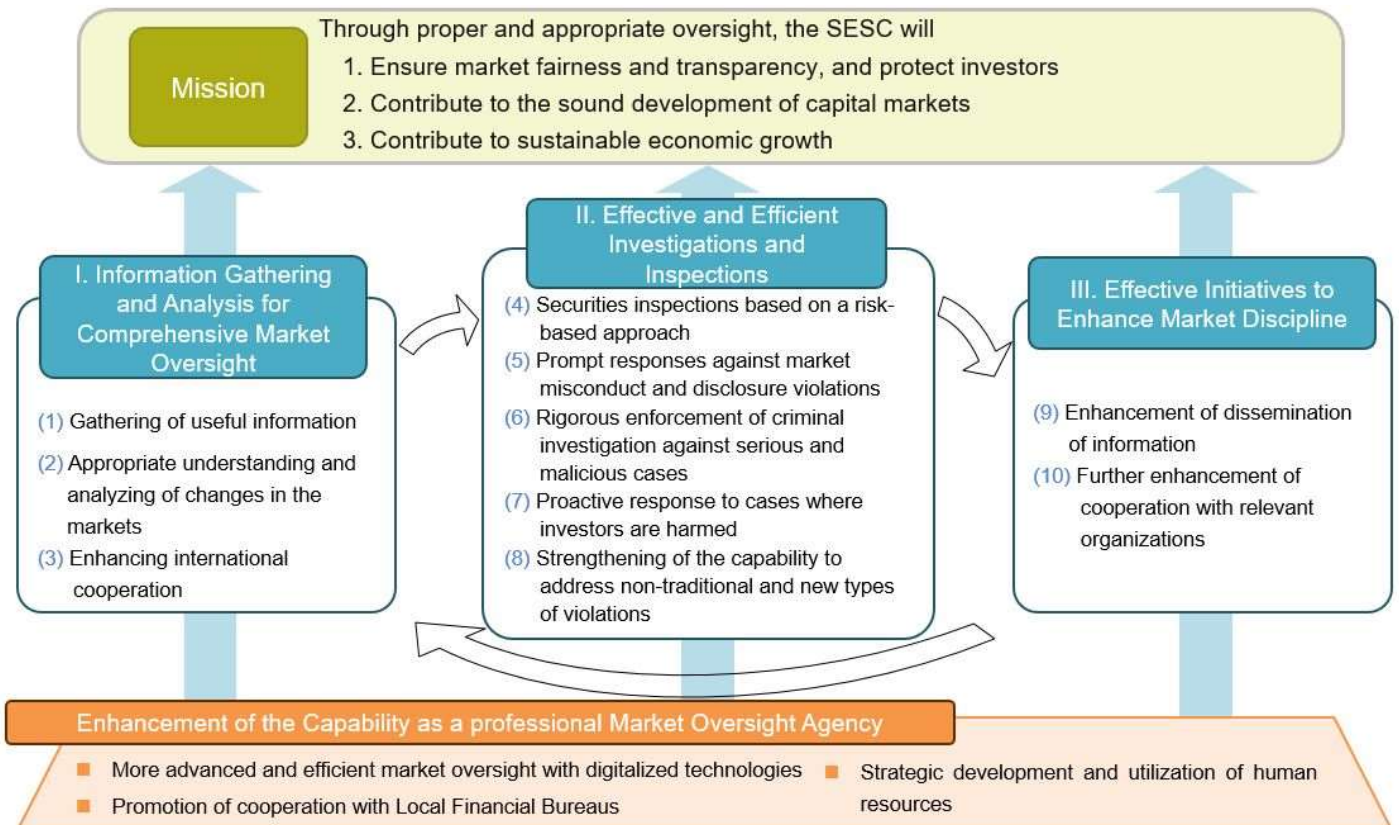 Mission
Through proper and appropriate oversight, the SESC will
1. Ensure market fairness and transparency, and protect investors
2. Contribute to the sound development of capital markets
3. Contribute to sustainable economic growth
I. Information Gathering
and Analysis for
Comprehensive Market
Oversight
(1) Gathering of useful information
(2) Appropriate understanding and
analyzing of changes in the
markets
(3) Enhancing international
cooperation
II. Effective and Efficient
Investigations and
Inspections
(4) Securities inspections based on a risk-
based approach
(5) Prompt responses against market
misconduct and disclosure violations
(6) Rigorous enforcement of criminal
investigation against serious and
malicious cases
(7) Proactive response to cases where
investors are harmed
(8) Strengthening of the capability to
address non-traditional and new types
of violations
III. Effective Initiatives to
Enhance Market Discipline
(9) Enhancement of dissemination
of information
(10) Further enhancement of
cooperation with relevant
organizations
Enhancement of the Capability as a professional Market Oversight Agency
■ More advanced and efficient market oversight with digitalized technologies
■ Promotion of cooperation with Local Financial Bureaus
■ Strategic development and utilization of human
resources